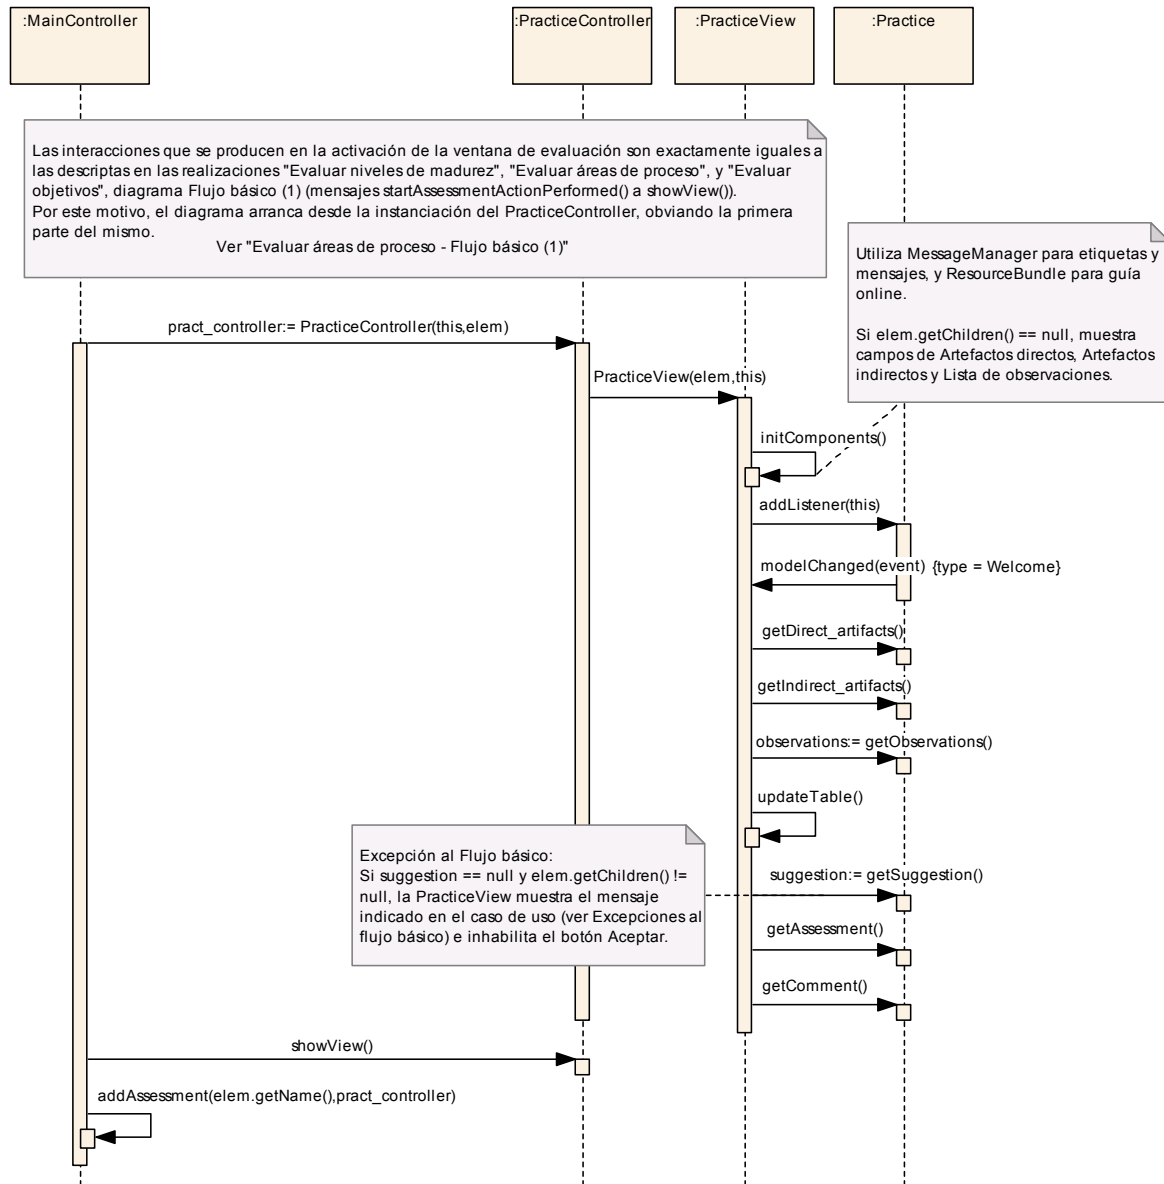 :MainController
:PracticeController
:PracticeView
:Practice
Las interacciones que se producen en la activación de la ventana de evaluación son exactamente iguales a
las descriptas en las realizaciones "Evaluar niveles de madurez", "Evaluar áreas de proceso", y "Evaluar
objetivos", diagrama Flujo básico (1) (mensajes startAssessmentActionPerformed() a showView()).
Por este motivo, el diagrama arranca desde la instanciación del PracticeController, obviando la primera
parte del mismo.
Ver "Evaluar áreas de proceso - Flujo básico (1)"
Utiliza MessageManager para etiquetas y
mensajes, y ResourceBundle para guía
online.
Si elem.getChildren() == null, muestra
campos de Artefactos directos, Artefactos
indirectos y Lista de observaciones.
pract_controller:= PracticeController(this,elem)
PracticeView(elem,this)
initComponents()
addListener(this)
modelChanged(event) {type = Welcome}
getDirect_artifacts()
getIndirect_artifacts()
observations:= getObservations()
updateTable()
Excepción al Flujo básico:
Si suggestion == null y elem.getChildren() !=
null, la PracticeView muestra el mensaje
indicado en el caso de uso (ver Excepciones al
flujo básico) e inhabilita el botón Aceptar.
suggestion:= getSuggestion()
getAssessment()
getComment()
showView()
addAssessment(elem.getName(),pract_controller)